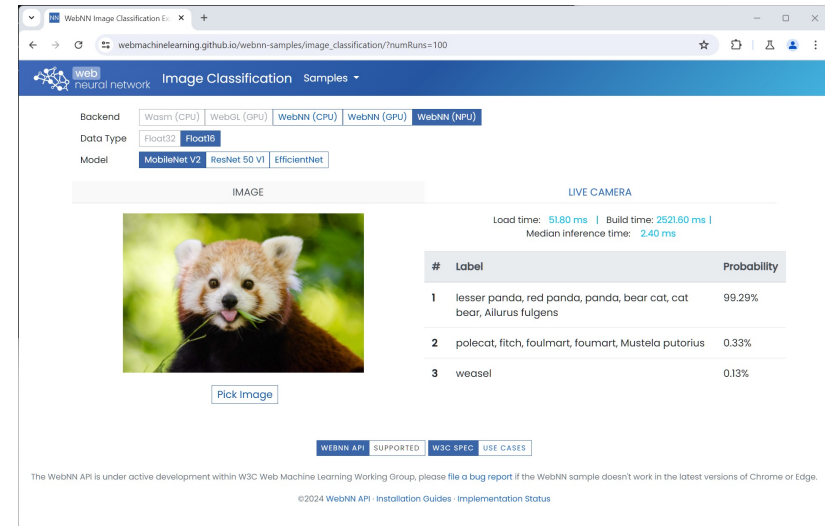 NN WebNN Image Classification Ex
webmachinelearning.github.io/webnn-samples/image_classification/?numRuns=100
web
neural network
Image Classification Samples
Backend Wasm (CPU) WebGL (GPU) WebNN (CPU) WebNN (GPU) WebNN (NPU)
Data Type Float32 Float16
Model MobileNet V2 ResNet 50 V1 EfficientNet
IMAGE LIVE CAMERA
Load time: 51.80 ms | Build time: 2521.60 ms |
Median inference time: 2.40 ms
# Label Probability
1 lesser panda, red panda, panda, bear cat, cat
bear, Ailurus fulgens 99.29%
2 polecat, fitch, foulmart, foumart, Mustela putorius 0.33%
3 weasel 0.13%
Pick Image
WEBNN API SUPPORTED W3C SPEC USE CASES
The WebNN API is under active development within W3C Web Machine Learning Working Group, please file a bug report if the WebNN sample doesn't work in the latest versions of Chrome or Edge.
©2024 WebNN API · Installation Guides · Implementation Status